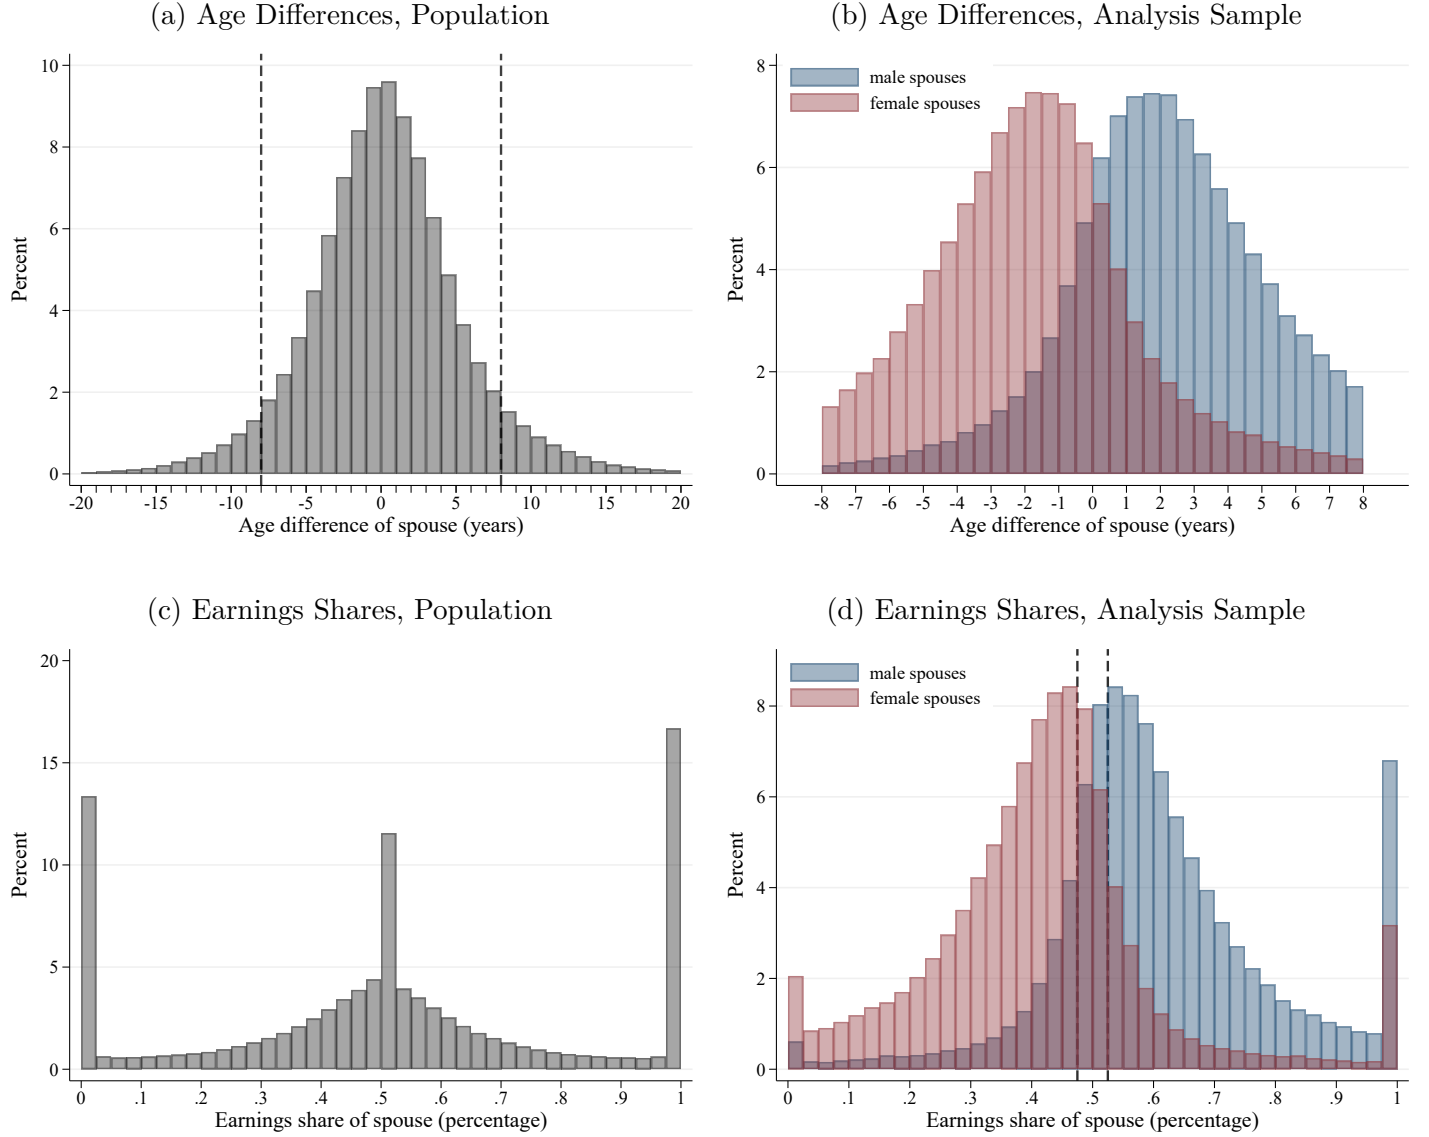 (a) Age Differences, Population
10
8
6
4
2
0
Percent
-20 -15 -10 -5 0 5 10 15 20
Age difference of spouse (years)
(b) Age Differences, Analysis Sample
male spouses
female spouses
8
6
4
2
0
Percent
-8 -7 -6 -5 -4 -3 -2 -1 0 1 2 3 4 5 6 7 8
Age difference of spouse (years)
(c) Earnings Shares, Population
20
15
10
5
0
Percent
0 .1 .2 .3 .4 .5 .6 .7 .8 .9 1
Earnings share of spouse (percentage)
(d) Earnings Shares, Analysis Sample
male spouses
female spouses
8
6
4
2
0
Percent
0 .1 .2 .3 .4 .5 .6 .7 .8 .9 1
Earnings share of spouse (percentage)